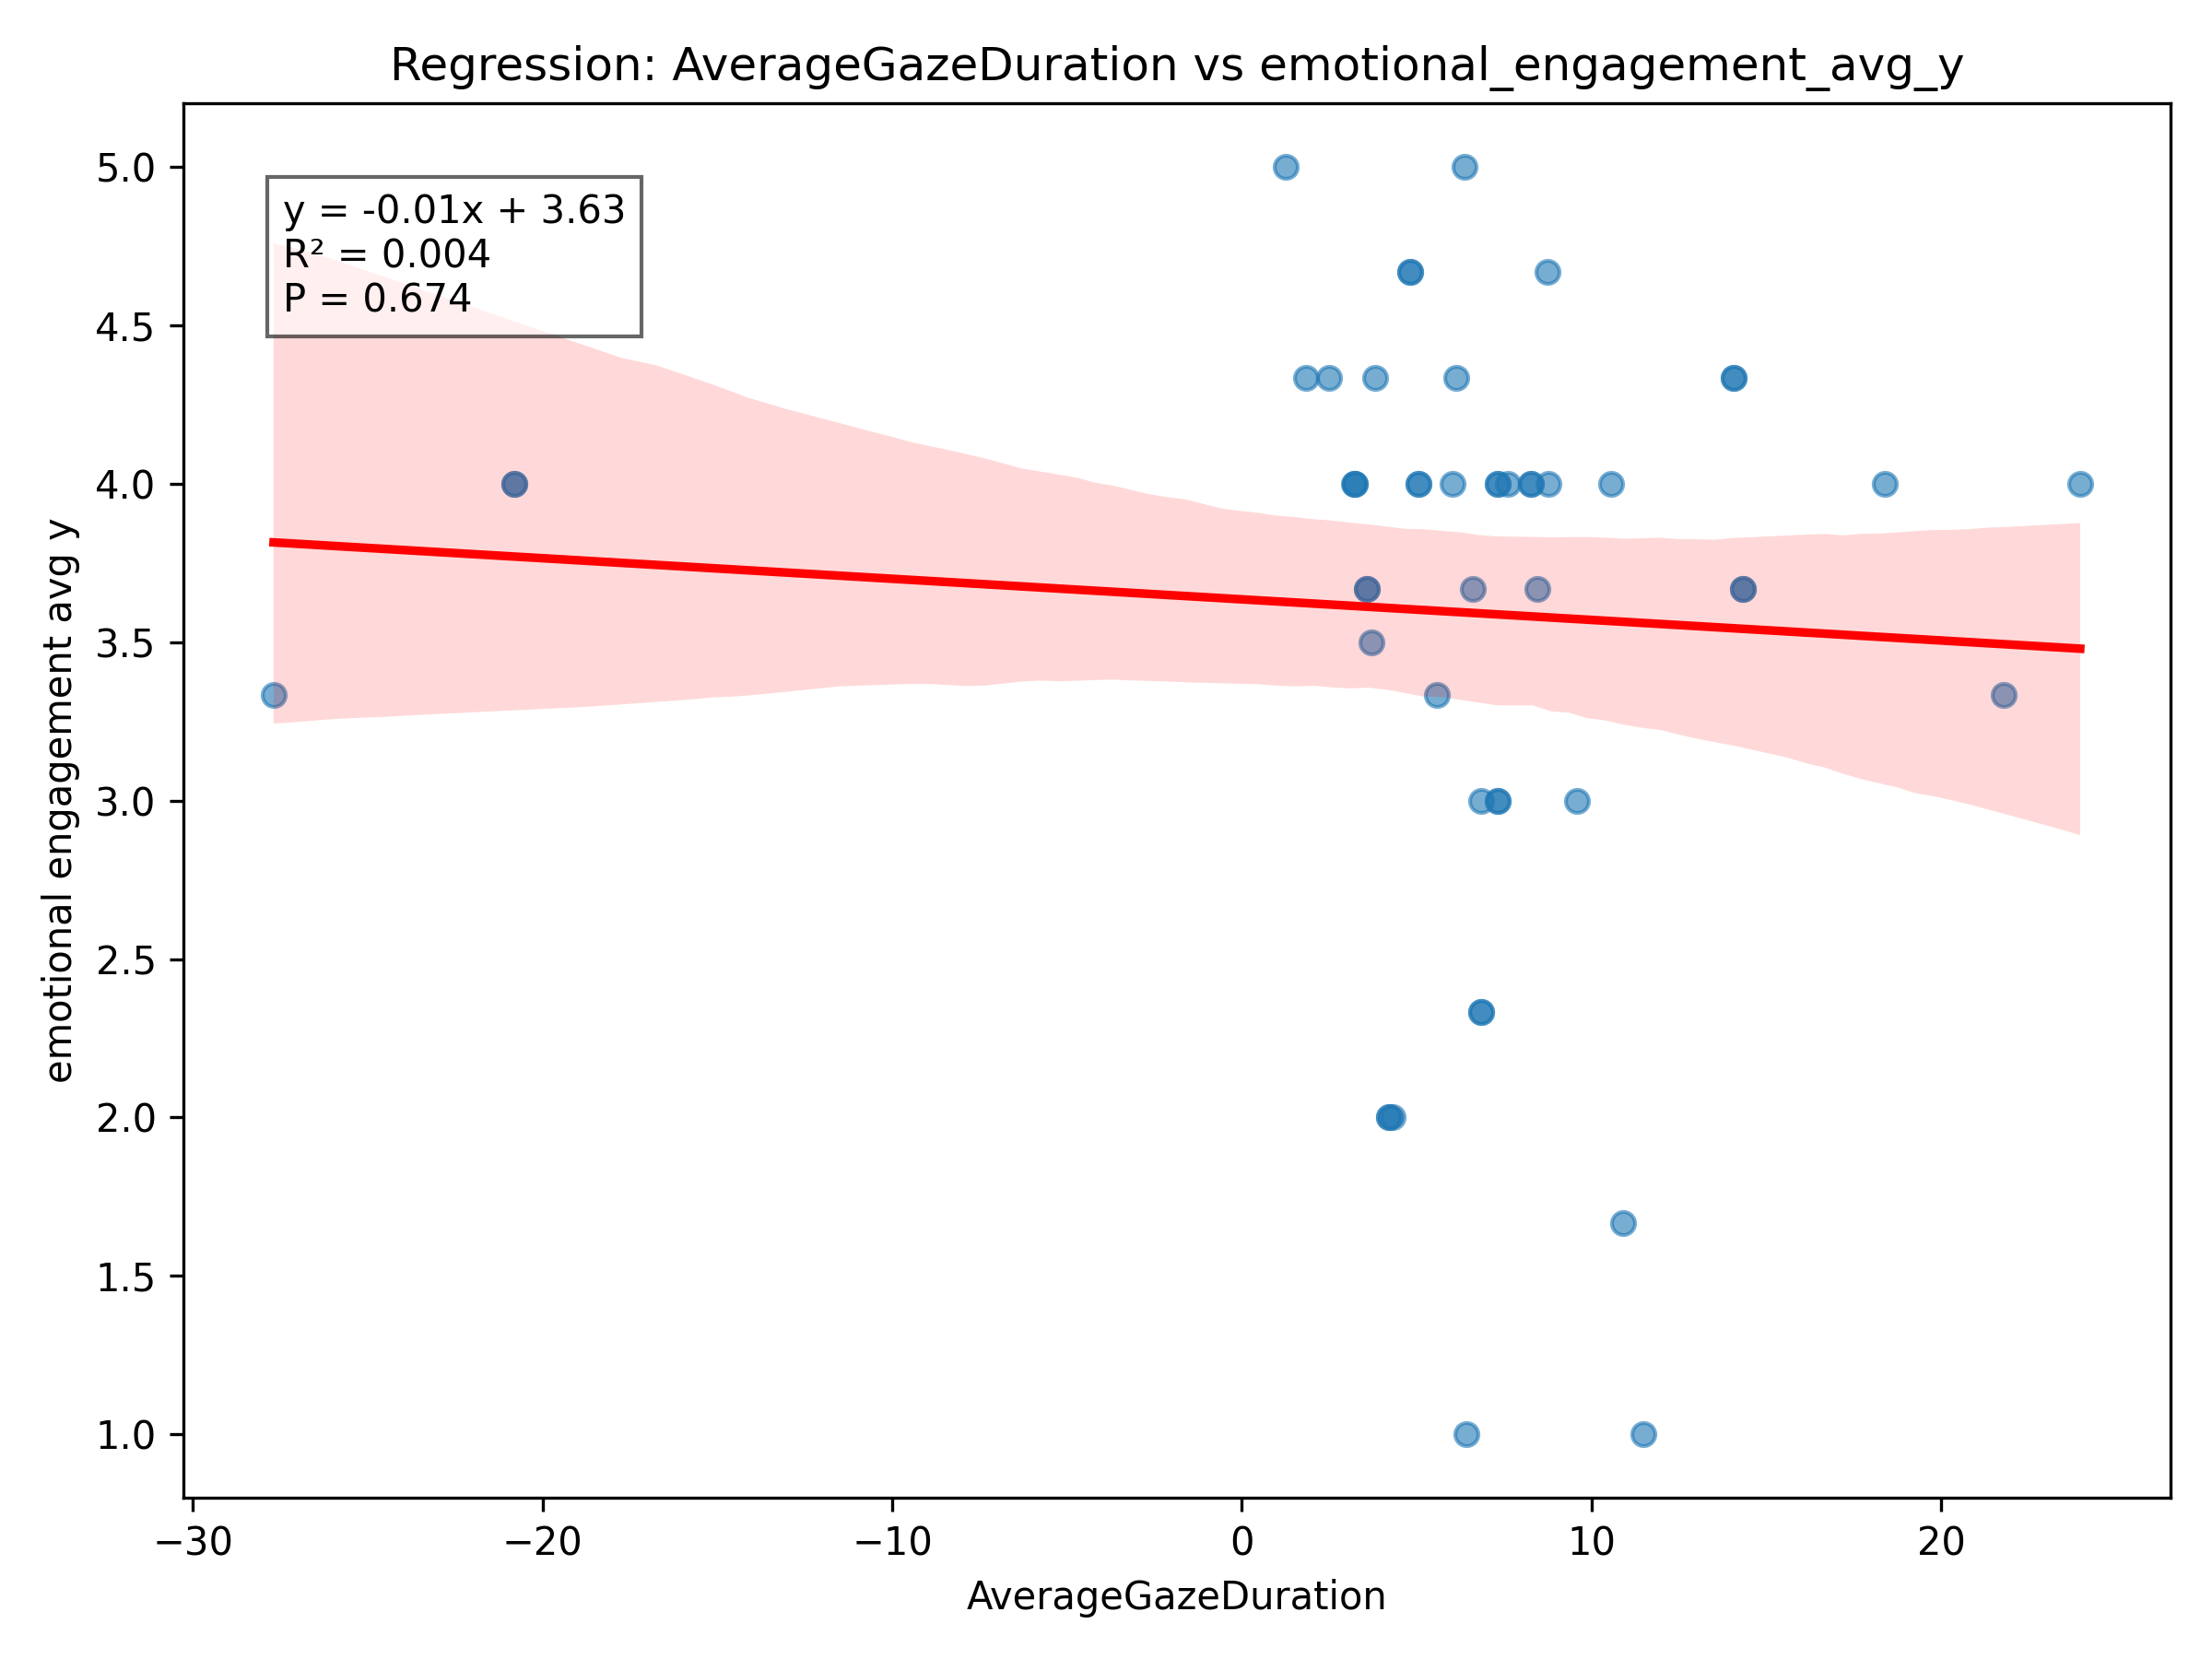 Regression: AverageGazeDuration vs emotional_engagement_avg_y
y = -0.01x + 3.63
R² = 0.004
P = 0.674
5.0
4.5
4.0
3.5
3.0
2.5
2.0
1.5
1.0
emotional engagement avg y
−30 −20 −10 0 10 20
AverageGazeDuration